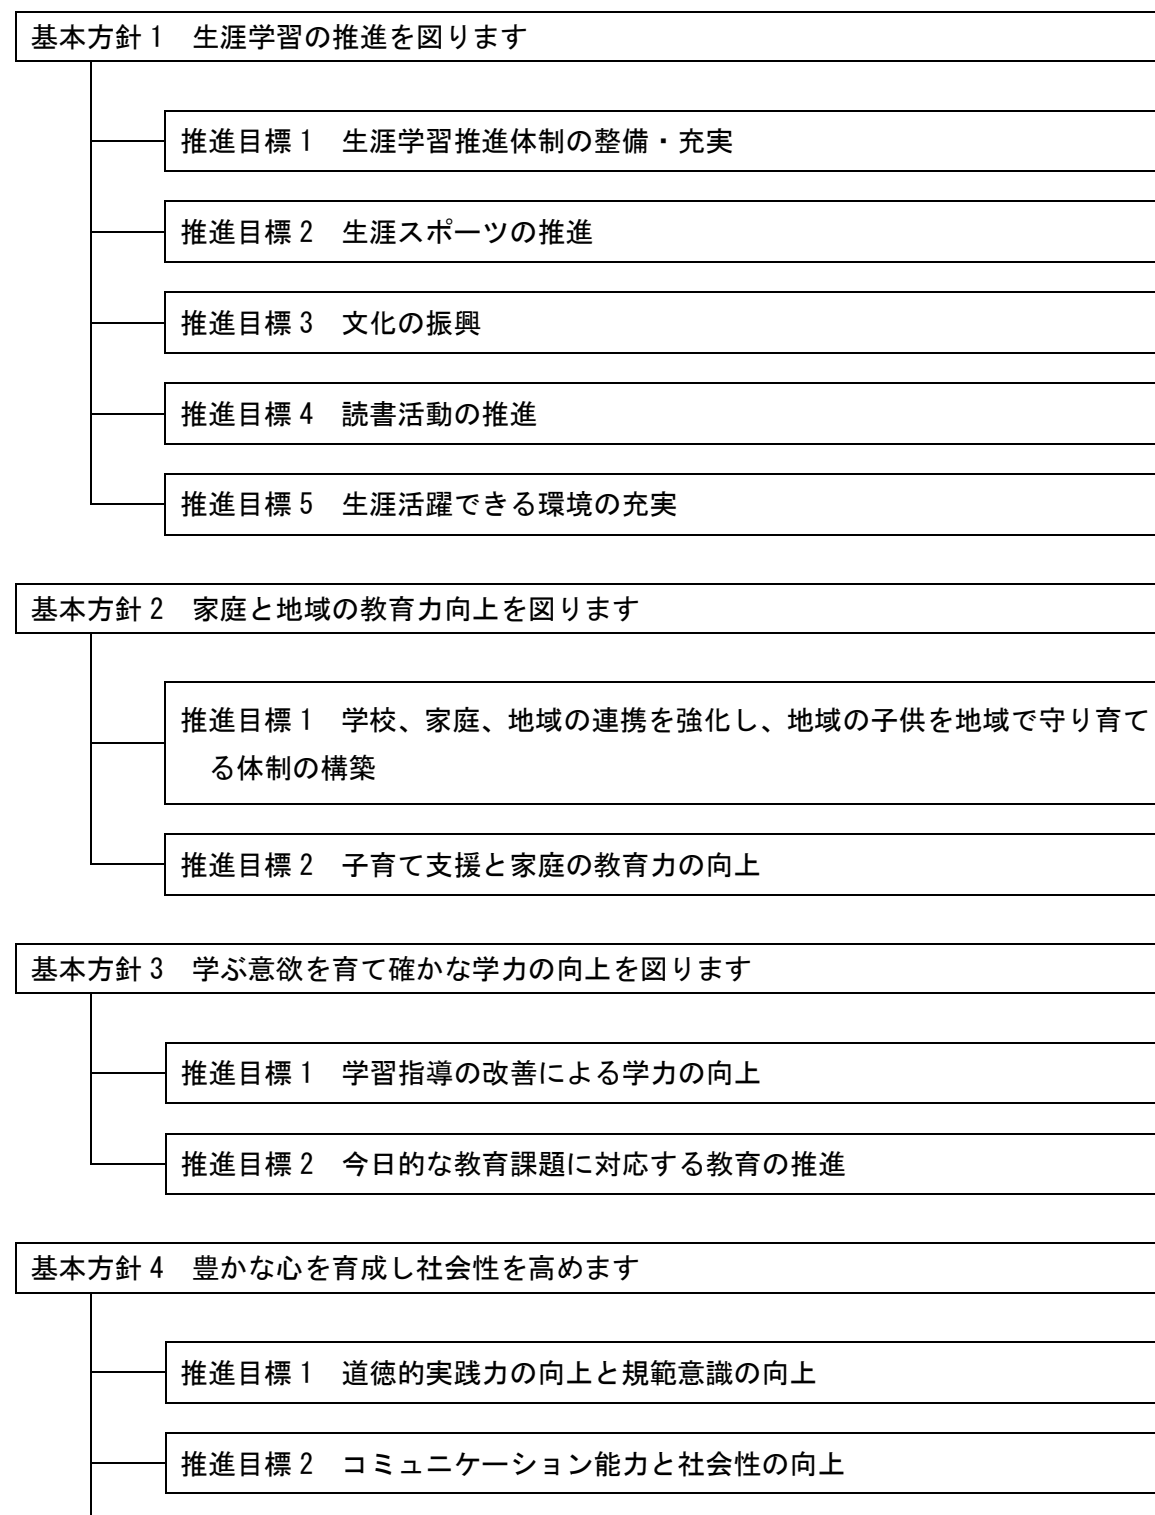 基本方針１　生涯学習の推進を図ります
推進目標１　生涯学習推進体制の整備・充実
推進目標２　生涯スポーツの推進
推進目標３　文化の振興
推進目標４　読書活動の推進
推進目標５　生涯活躍できる環境の充実
基本方針２　家庭と地域の教育力向上を図ります
推進目標１　学校、家庭、地域の連携を強化し、地域の子供を地域で守り育て
る体制の構築
推進目標２　子育て支援と家庭の教育力の向上
基本方針３　学ぶ意欲を育て確かな学力の向上を図ります
推進目標１　学習指導の改善による学力の向上
推進目標２　今日的な教育課題に対応する教育の推進
基本方針４　豊かな心を育成し社会性を高めます
推進目標１　道徳的実践力の向上と規範意識の向上
推進目標２　コミュニケーション能力と社会性の向上